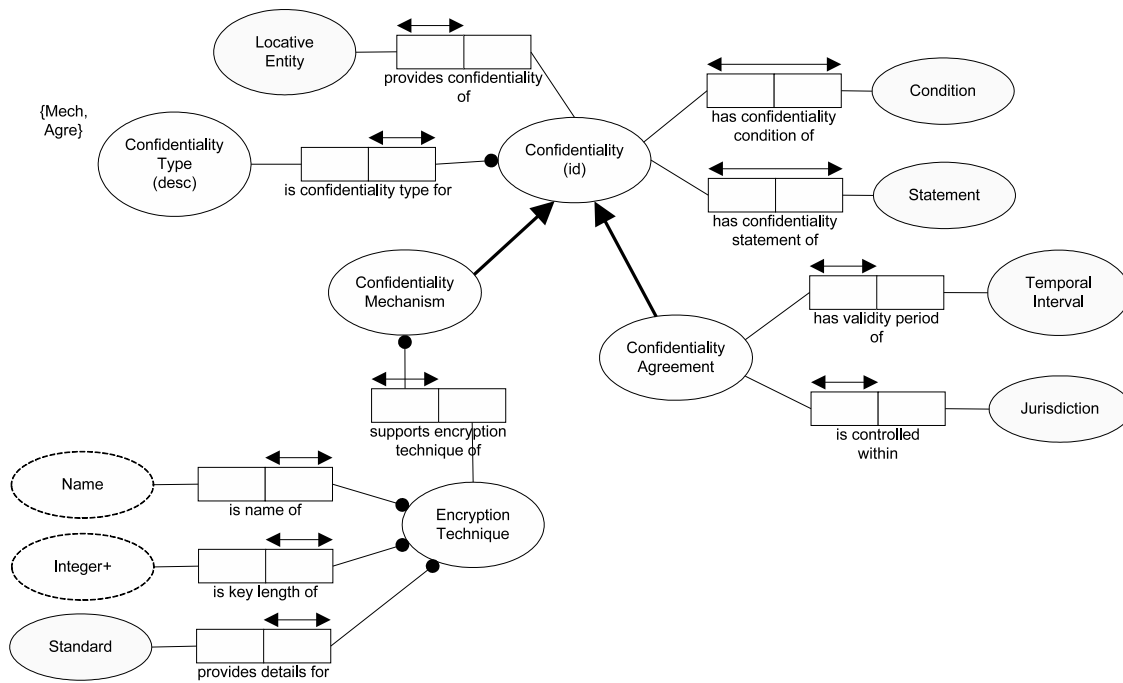 Locative
Entity
provides confidentiality
of
{Mech,
Agre}
Confidentiality
Type
(desc)
is confidentiality type for
Confidentiality
(id)
has confidentiality
condition of
Condition
has confidentiality
statement of
Statement
Confidentiality
Mechanism
Confidentiality
Agreement
has validity period
of
Temporal
Interval
is controlled
within
Jurisdiction
supports encryption
technique of
Name
is name of
Encryption
Technique
Integer+
is key length of
Standard
provides details for